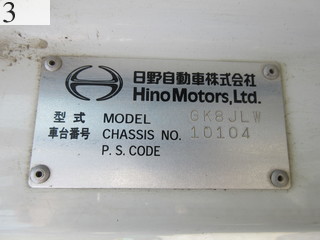 3
日野自動車株式会社
Hino Motors, Ltd.
型式 MODEL GK8JLW
車台番号 CHASSIS NO. 10104
P.S. CODE